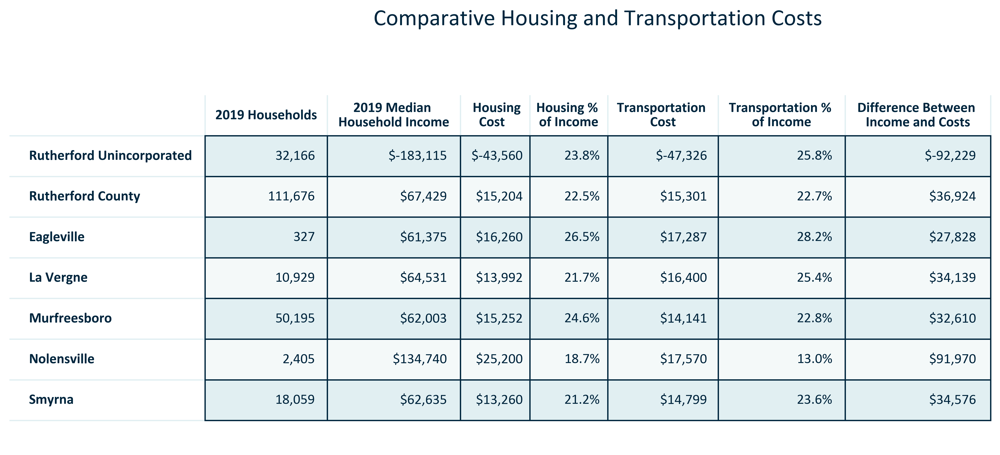 Comparative Housing and Transportation Costs
2019 Households
2019 Median
Household Income
Housing
Cost
Housing %
of Income
Transportation
Cost
Transportation %
of Income
Difference Between
Income and Costs
Rutherford Unincorporated 32,166 $-183,115 $-43,560 23.8% $-47,326 25.8% $-92,229
Rutherford County 111,676 $67,429 $15,204 22.5% $15,301 22.7% $36,924
Eagleville 327 $61,375 $16,260 26.5% $17,287 28.2% $27,828
La Vergne 10,929 $64,531 $13,992 21.7% $16,400 25.4% $34,139
Murfreesboro 50,195 $62,003 $15,252 24.6% $14,141 22.8% $32,610
Nolensville 2,405 $134,740 $25,200 18.7% $17,570 13.0% $91,970
Smyrna 18,059 $62,635 $13,260 21.2% $14,799 23.6% $34,576